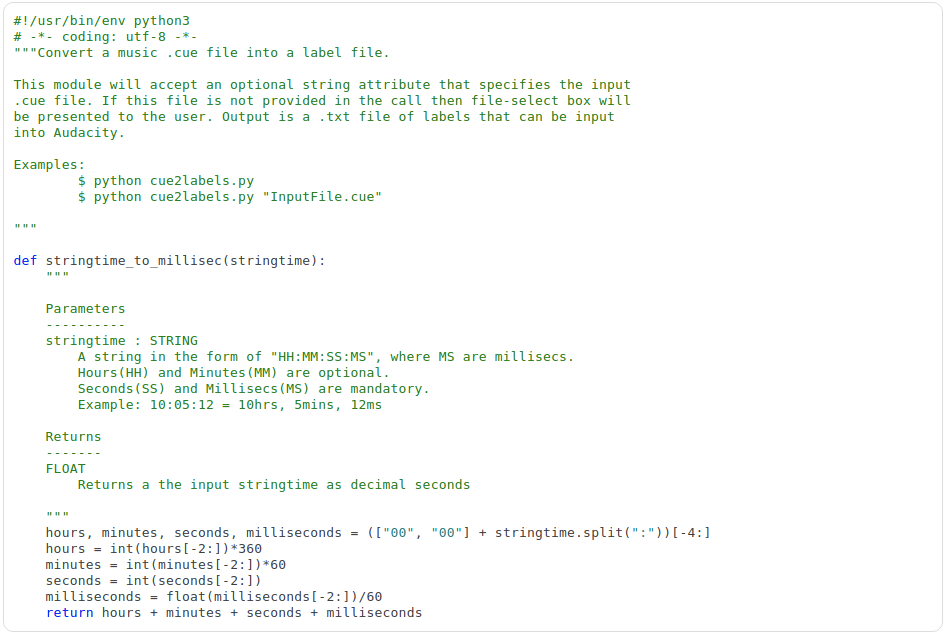 #!/usr/bin/env python3
# -*- coding: utf-8 -*-
"""Convert a music .cue file into a label file.

This module will accept an optional string attribute that specifies the input
.cue file. If this file is not provided in the call then file-select box will
be presented to the user. Output is a .txt file of labels that can be input
into Audacity.

Examples:
        $ python cue2labels.py
        $ python cue2labels.py "InputFile.cue"

"""

def stringtime_to_millisec(stringtime):
    """

    Parameters
    ----------
    stringtime : STRING
        A string in the form of "HH:MM:SS:MS", where MS are millisecs.
        Hours(HH) and Minutes(MM) are optional.
        Seconds(SS) and Millisecs(MS) are mandatory.
        Example: 10:05:12 = 10hrs, 5mins, 12ms

    Returns
    -------
    FLOAT
        Returns a the input stringtime as decimal seconds

    """
    hours, minutes, seconds, milliseconds = (["00", "00"] + stringtime.split(":"))[-4:]
    hours = int(hours[-2:])*360
    minutes = int(minutes[-2:])*60
    seconds = int(seconds[-2:])
    milliseconds = float(milliseconds[-2:])/60
    return hours + minutes + seconds + milliseconds